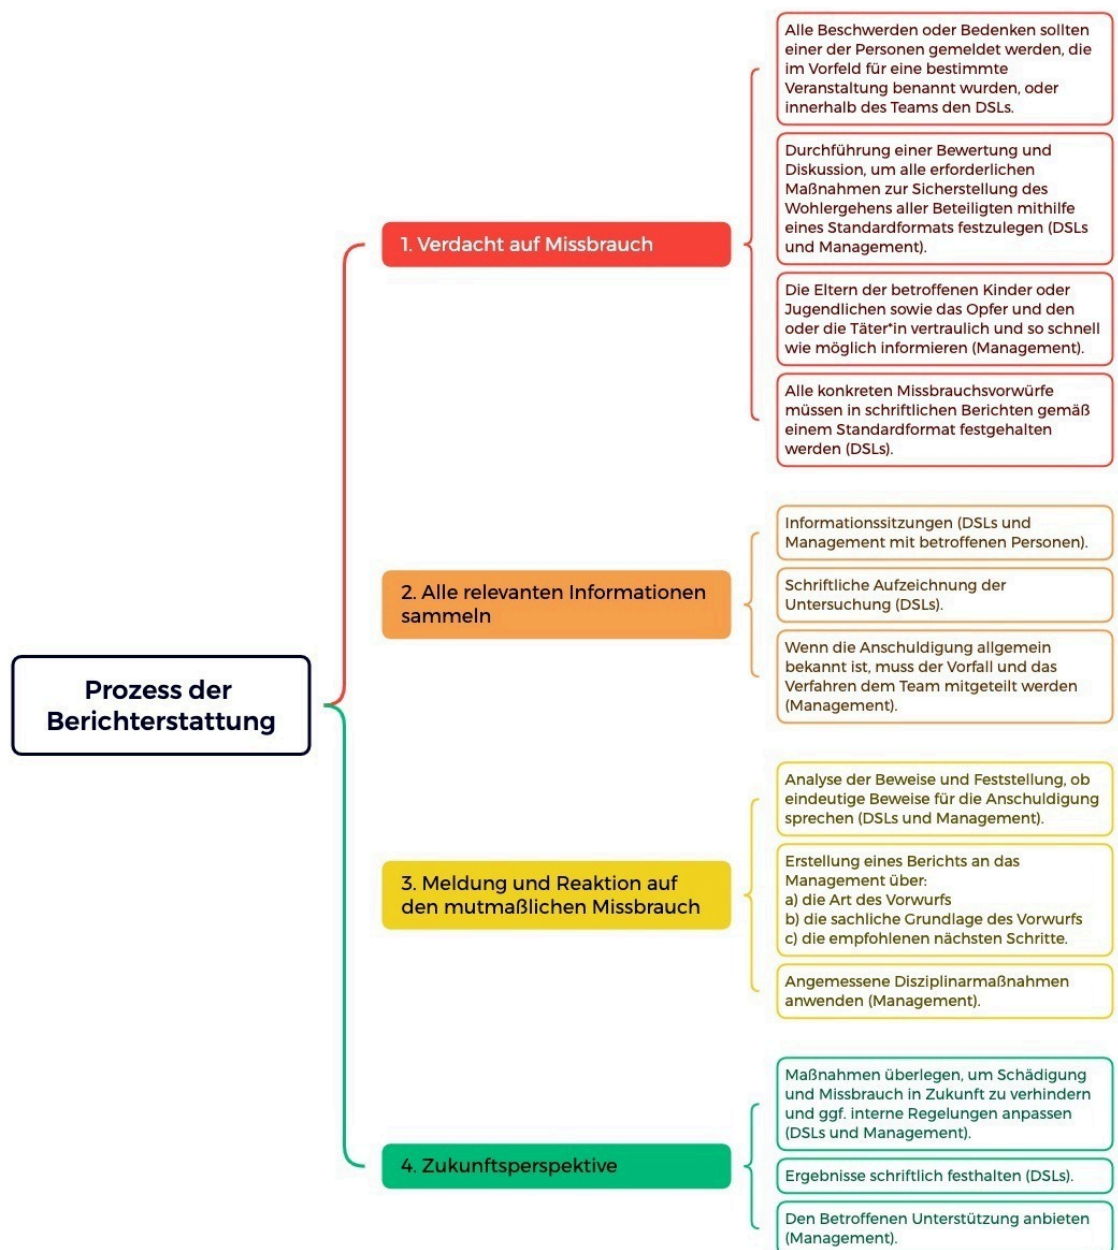 Prozess der
Berichterstattung
1. Verdacht auf Missbrauch
Alle Beschwerden oder Bedenken sollten
einer der Personen gemeldet werden, die
im Vorfeld für eine bestimmte
Veranstaltung benannt wurden, oder
innerhalb des Teams den DSLs.
Durchführung einer Bewertung und
Diskussion, um alle erforderlichen
Maßnahmen zur Sicherstellung des
Wohlergehens aller Beteiligten mithilfe
eines Standardformats festzulegen (DSLs
und Management).
Die Eltern der betroffenen Kinder oder
Jugendlichen sowie das Opfer und den
oder die Täter*in vertraulich und so schnell
wie möglich informieren (Management).
Alle konkreten Missbrauchsvorwürfe
müssen in schriftlichen Berichten gemäß
einem Standardformat festgehalten
werden (DSLs).
2. Alle relevanten Informationen
sammeln
Informationssitzungen (DSLs und
Management mit betroffenen Personen).
Schriftliche Aufzeichnung der
Untersuchung (DSLs).
Wenn die Anschuldigung allgemein
bekannt ist, muss der Vorfall und das
Verfahren dem Team mitgeteilt werden
(Management).
3. Meldung und Reaktion auf
den mutmaßlichen Missbrauch
Analyse der Beweise und Feststellung, ob
eindeutige Beweise für die Anschuldigung
sprechen (DSLs und Management).
Erstellung eines Berichts an das
Management über:
a) die Art des Vorwurfs
b) die sachliche Grundlage des Vorwurfs
c) die empfohlenen nächsten Schritte.
Angemessene Disziplinarmaßnahmen
anwenden (Management).
4. Zukunftsperspektive
Maßnahmen überlegen, um Schädigung
und Missbrauch in Zukunft zu verhindern
und ggf. interne Regelungen anpassen
(DSLs und Management).
Ergebnisse schriftlich festhalten (DSLs).
Den Betroffenen Unterstützung anbieten
(Management).